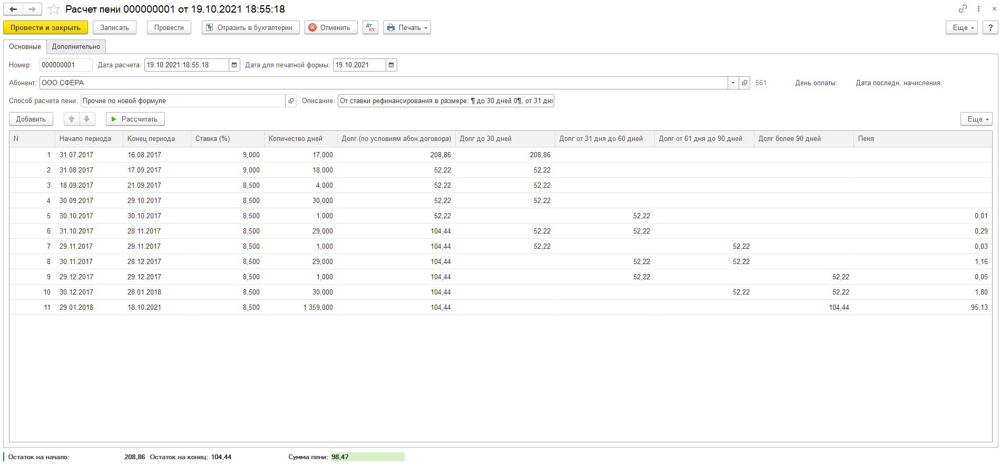 Расчет пени 000000001 от 19.10.2021 18:55:18
Провести и закрыть Записать Провести Отразить в бухгалтерии Отменить Дт Кт Печать Еще ?
Основные Дополнительно
Номер: 000000001 Дата расчета: 19.10.2021 18:55:18 Дата для печатной формы: 19.10.2021
Абонент: ООО СФЕРА 561 День оплаты: Дата последн. начисления:
Способ расчета пени: Прочие по новой формуле Описание: От ставки рефинансирования в размере: ¶ до 30 дней 0¶, от 31 дня
Добавить Рассчитать Еще
N Начало периода Конец периода Ставка (%) Количество дней Долг (по условиям абон.договора) Долг до 30 дней Долг от 31 дня до 60 дней Долг от 61 дня до 90 дней Долг более 90 дней Пеня
1 31.07.2017 16.08.2017 9,000 17,000 208,86 208,86
2 31.08.2017 17.09.2017 9,000 18,000 52,22 52,22
3 18.09.2017 21.09.2017 8,500 4,000 52,22 52,22
4 30.09.2017 29.10.2017 8,500 30,000 52,22 52,22
5 30.10.2017 30.10.2017 8,500 1,000 52,22 52,22 0,01
6 31.10.2017 28.11.2017 8,500 29,000 104,44 52,22 52,22 0,29
7 29.11.2017 29.11.2017 8,500 1,000 104,44 52,22 52,22 0,03
8 30.11.2017 28.12.2017 8,500 29,000 104,44 52,22 52,22 1,16
9 29.12.2017 29.12.2017 8,500 1,000 104,44 52,22 52,22 0,05
10 30.12.2017 28.01.2018 8,500 30,000 104,44 52,22 52,22 1,80
11 29.01.2018 18.10.2021 8,500 1 359,000 104,44 104,44 95,13
Остаток на начало: 208,86 Остаток на конец: 104,44 Сумма пени: 98,47